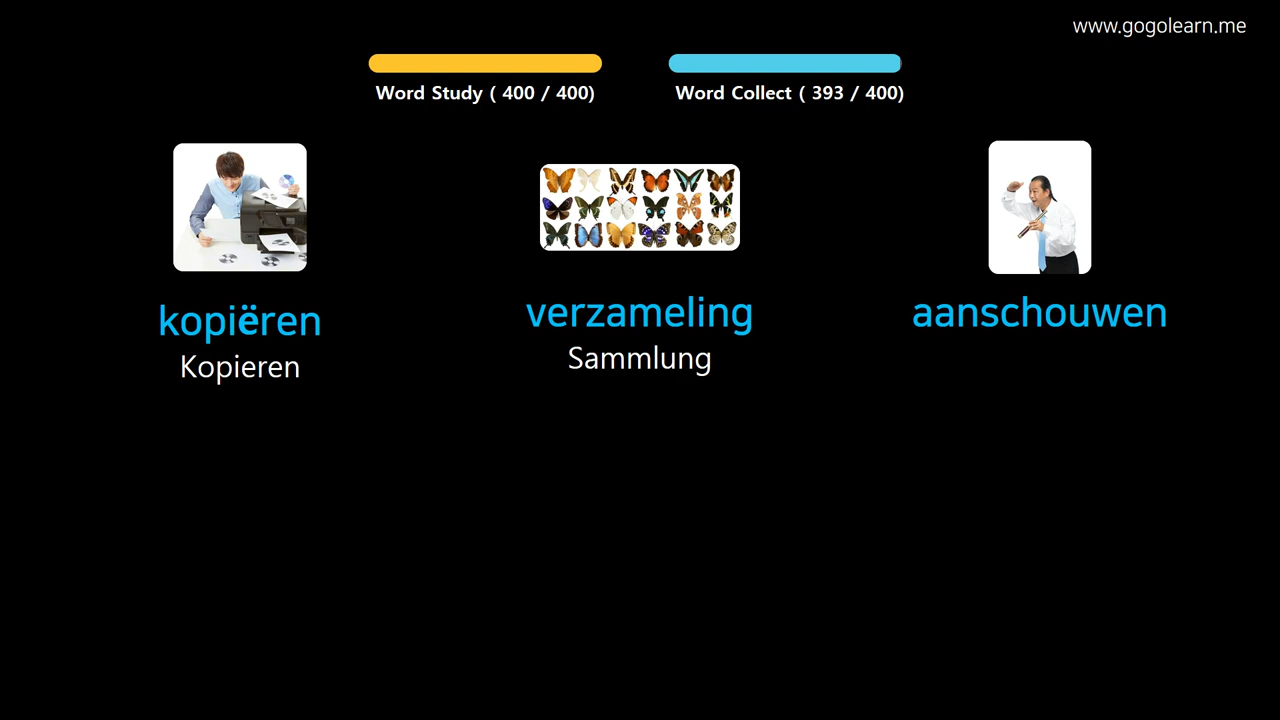 www.gogolearn.me
Word Study ( 400 / 400)
Word Collect ( 393 / 400)
kopiëren
Kopieren
verzameling
Sammlung
aanschouwen